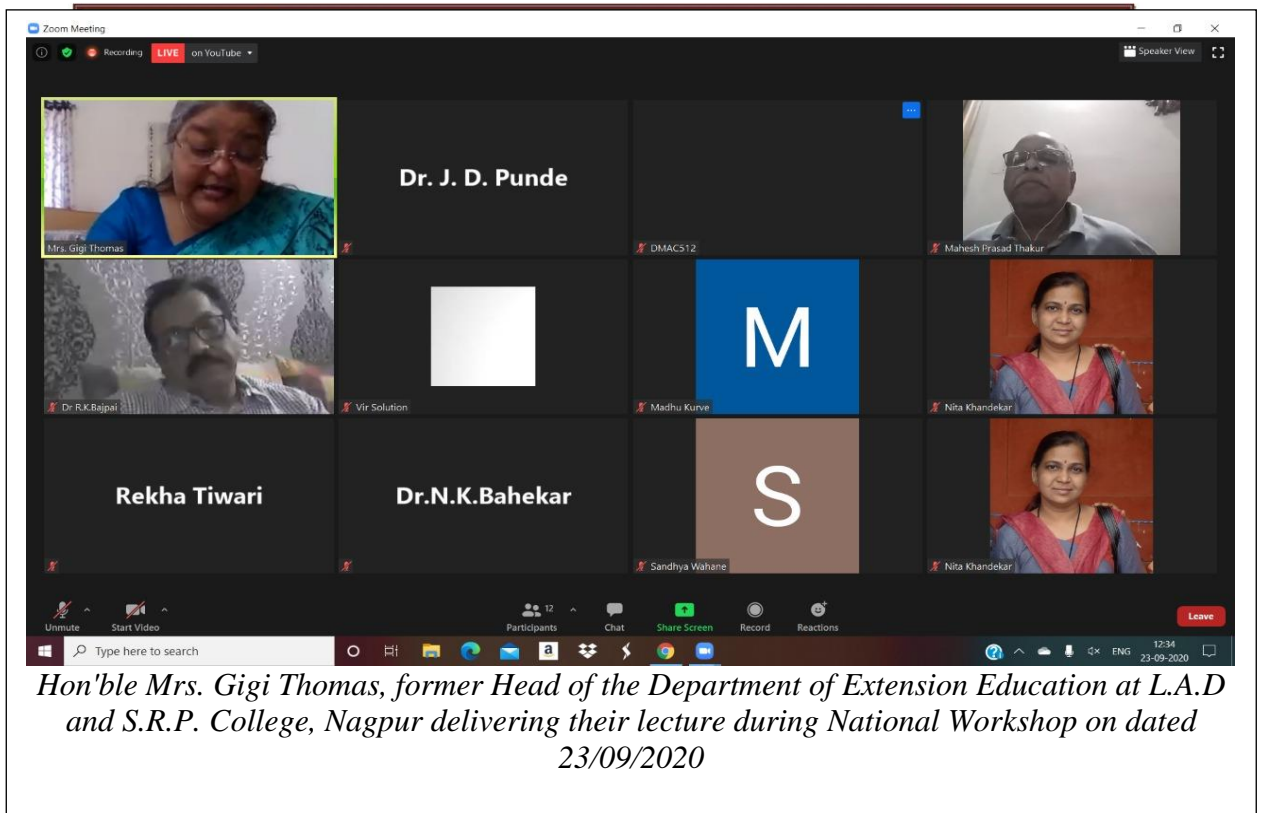 Zoom Meeting
Recording LIVE on YouTube
Speaker View
Mrs. Gigi Thomas
Dr. J. D. Punde
DMAC512
Mahesh Prasad Thakur
Dr R.K.Bajpai
Vir Solution
M
Madhu Kurve
Nita Khandekar
Rekha Tiwari
Dr.N.K.Bahekar
S
Sandhya Wahane
Nita Khandekar
Unmute Start Video Participants 12 Chat Share Screen Record Reactions Leave
Type here to search a ENG 12:34
23-09-2020
Hon'ble Mrs. Gigi Thomas, former Head of the Department of Extension Education at L.A.D
and S.R.P. College, Nagpur delivering their lecture during National Workshop on dated
23/09/2020